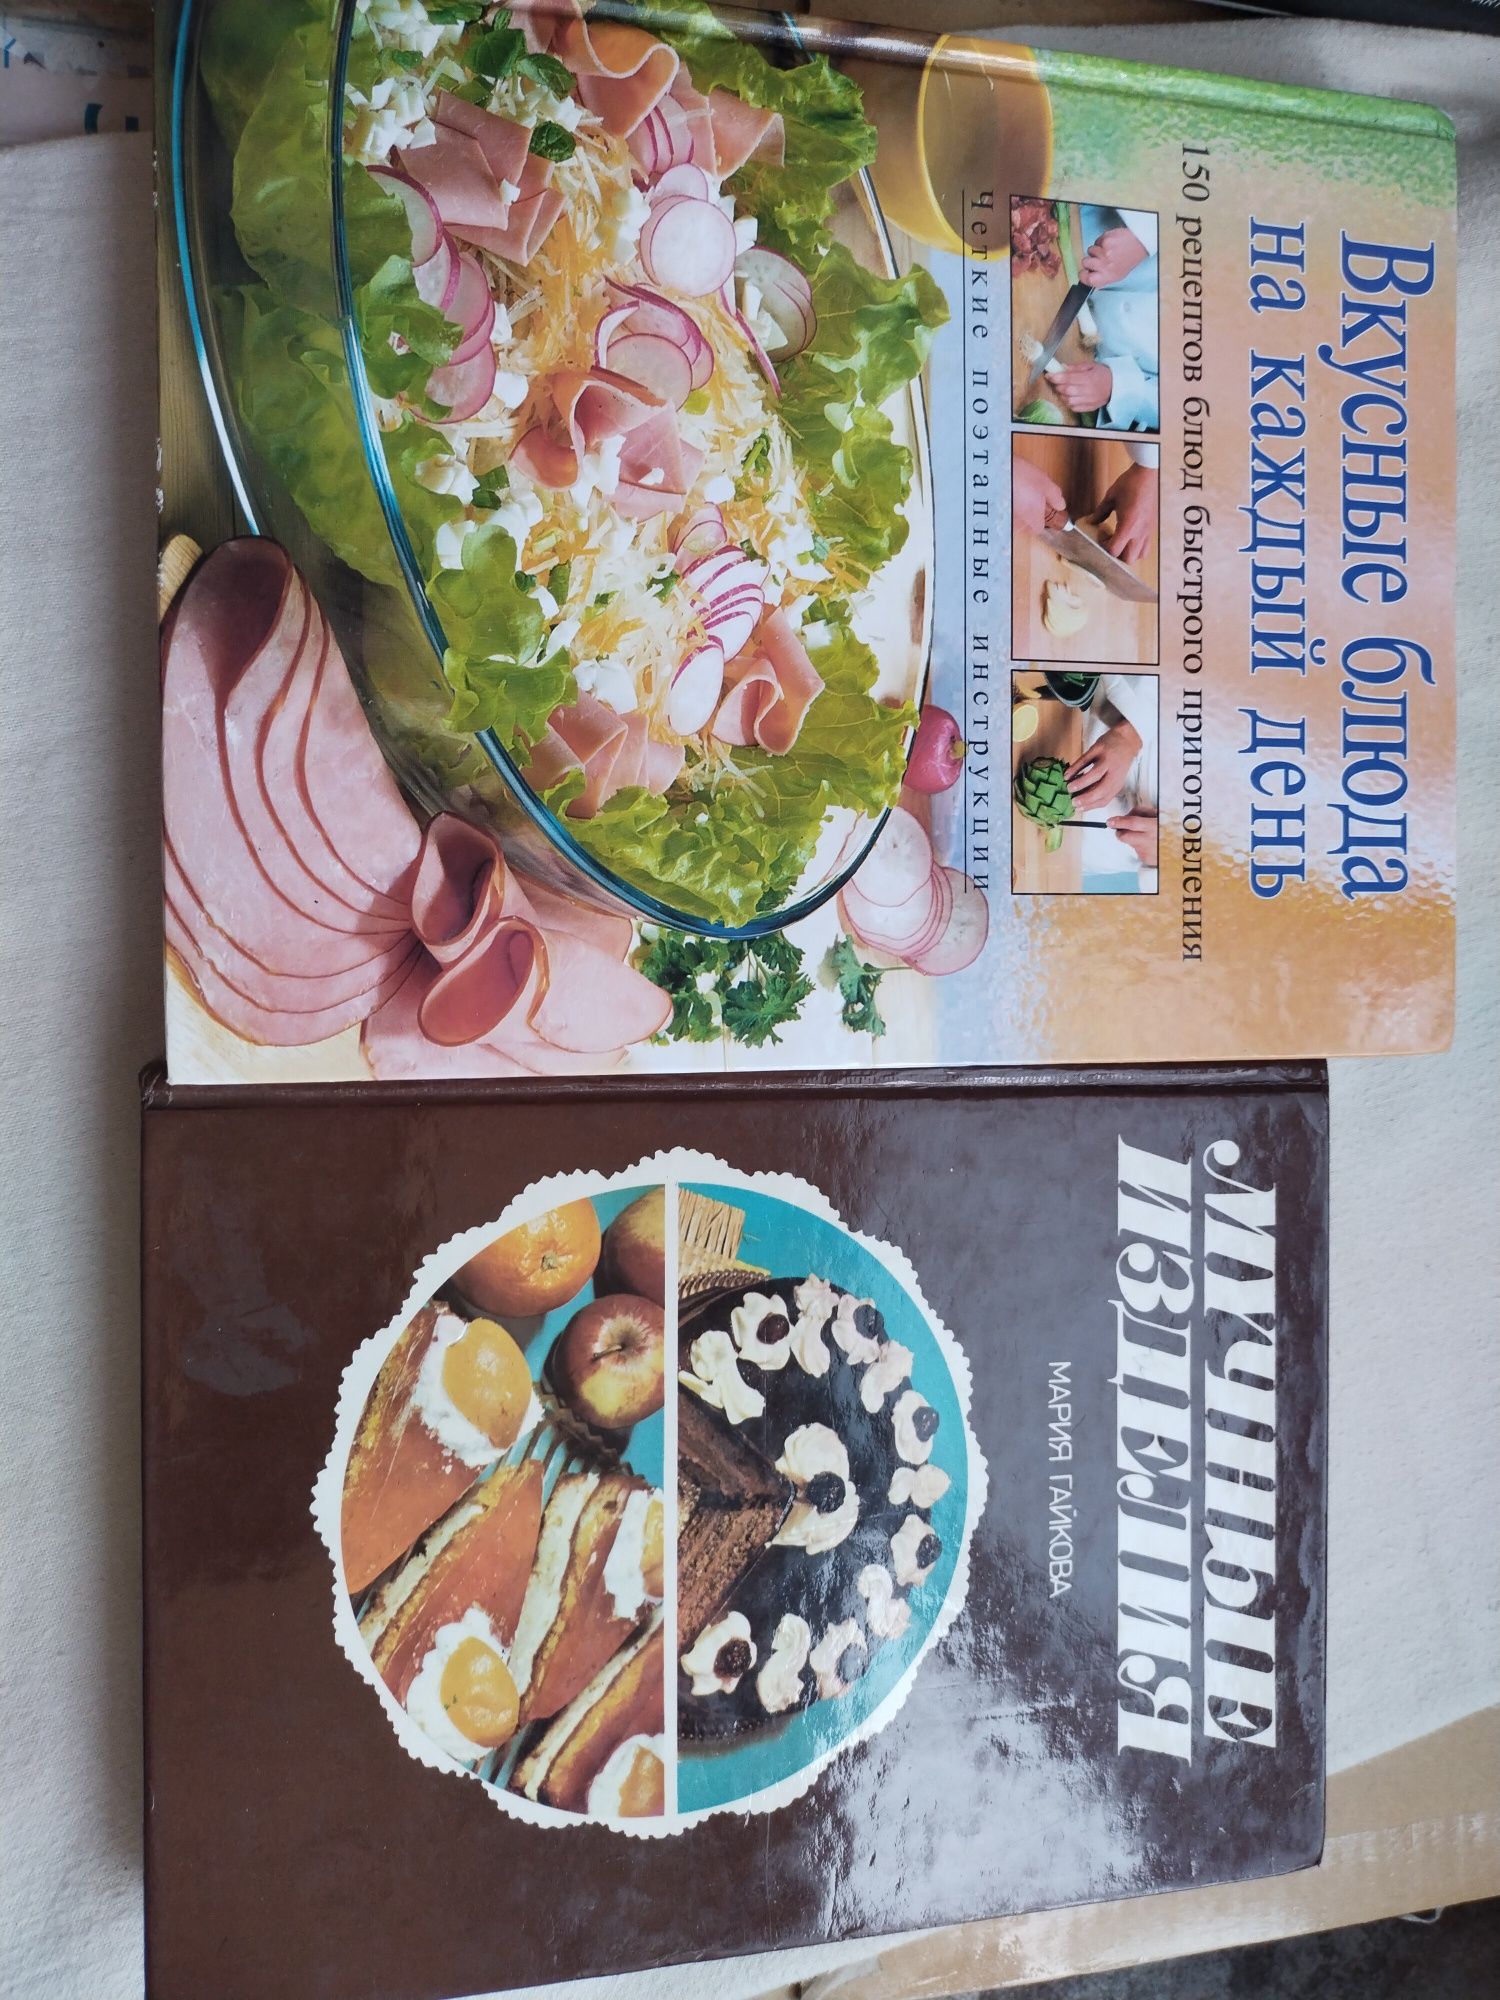 Вкусные блюда
на каждый день
150 рецептов блюд быстрого приготовления
Четкие поэтапные инструкции
МУЧНЫЕ
ИЗДЕЛИЯ
МАРИЯ ГАЙКОВА